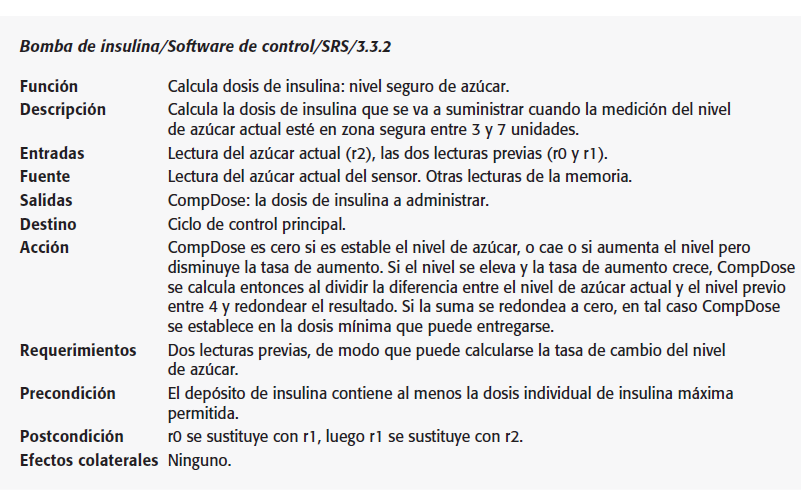 Bomba de insulina/Software de control/SRS/3.3.2
Función Calcula dosis de insulina: nivel seguro de azúcar.
Descripción Calcula la dosis de insulina que se va a suministrar cuando la medición del nivel
de azúcar actual esté en zona segura entre 3 y 7 unidades.
Entradas Lectura del azúcar actual (r2), las dos lecturas previas (r0 y r1).
Fuente Lectura del azúcar actual del sensor. Otras lecturas de la memoria.
Salidas CompDose: la dosis de insulina a administrar.
Destino Ciclo de control principal.
Acción CompDose es cero si es estable el nivel de azúcar, o cae o si aumenta el nivel pero
disminuye la tasa de aumento. Si el nivel se eleva y la tasa de aumento crece, CompDose
se calcula entonces al dividir la diferencia entre el nivel de azúcar actual y el nivel previo
entre 4 y redondear el resultado. Si la suma se redondea a cero, en tal caso CompDose
se establece en la dosis mínima que puede entregarse.
Requerimientos Dos lecturas previas, de modo que puede calcularse la tasa de cambio del nivel
de azúcar.
Precondición El depósito de insulina contiene al menos la dosis individual de insulina máxima
permitida.
Postcondición r0 se sustituye con r1, luego r1 se sustituye con r2.
Efectos colaterales Ninguno.